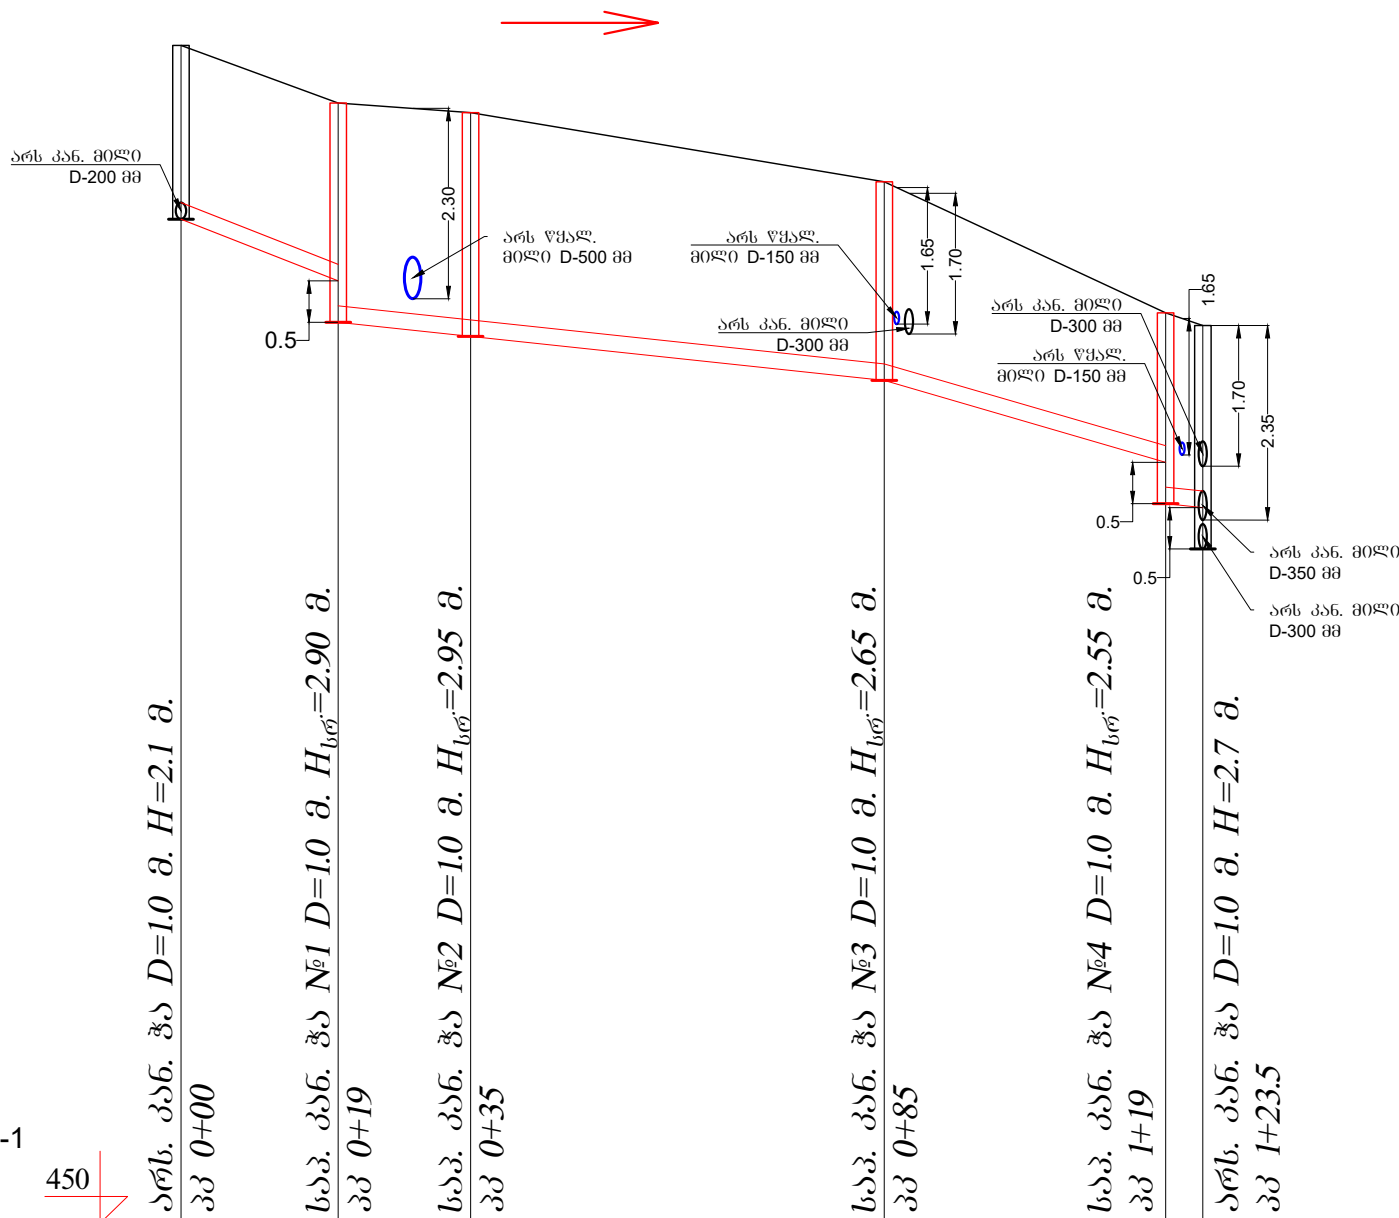 არს კან. მილი
D-200 მმ
0.5
2.30
არს წყალ.
მილი D-500 მმ
არს წყალ.
მილი D-150 მმ
არს კან. მილი
D-300 მმ
1.65
1.70
არს კან. მილი
D-300 მმ
არს წყალ.
მილი D-150 მმ
1.65
1.70
2.35
0.5
0.5
არს კან. მილი
D-350 მმ
არს კან. მილი
D-300 მმ
არს. კან. ჭა D=1.0 მ. H=2.1 მ.
პკ 0+00
საპ. კან. ჭა №1 D=1.0 მ. Hსრ.=2.90 მ.
პკ 0+19
საპ. კან. ჭა №2 D=1.0 მ. Hსრ.=2.95 მ.
პკ 0+35
საპ. კან. ჭა №3 D=1.0 მ. Hსრ.=2.65 მ.
პკ 0+85
საპ. კან. ჭა №4 D=1.0 მ. Hსრ.=2.55 მ.
პკ 1+19
არს. კან. ჭა D=1.0 მ. H=2.7 მ.
პკ 1+23.5
-1
450